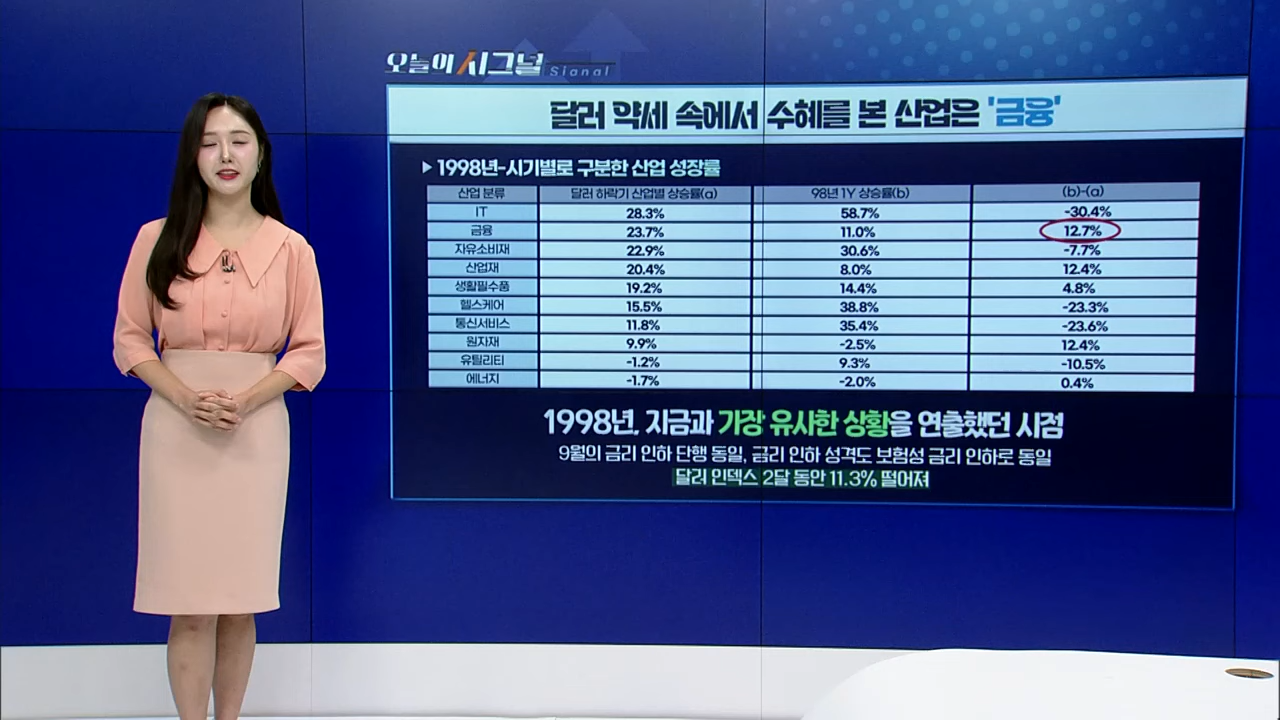 오늘의 시그널
Signal
달러 약세 속에서 수혜를 본 산업은 '금융'
▶ 1998년-시기별로 구분한 산업 성장률
산업 분류 달러 하락기 산업별 상승률(a) 98년 1Y 상승률(b) (b)-(a)
IT 28.3% 58.7% -30.4%
금융 23.7% 11.0% 12.7%
자유소비재 22.9% 30.6% -7.7%
산업재 20.4% 8.0% 12.4%
생활필수품 19.2% 14.4% 4.8%
헬스케어 15.5% 38.8% -23.3%
통신서비스 11.8% 35.4% -23.6%
원자재 9.9% -2.5% 12.4%
유틸리티 -1.2% 9.3% -10.5%
에너지 -1.7% -2.0% 0.4%
1998년, 지금과 가장 유사한 상황을 연출했던 시점
9월의 금리 인하 단행 동일, 금리 인하 성격도 보험성 금리 인하로 동일
달러 인덱스 2달 동안 11.3% 떨어져